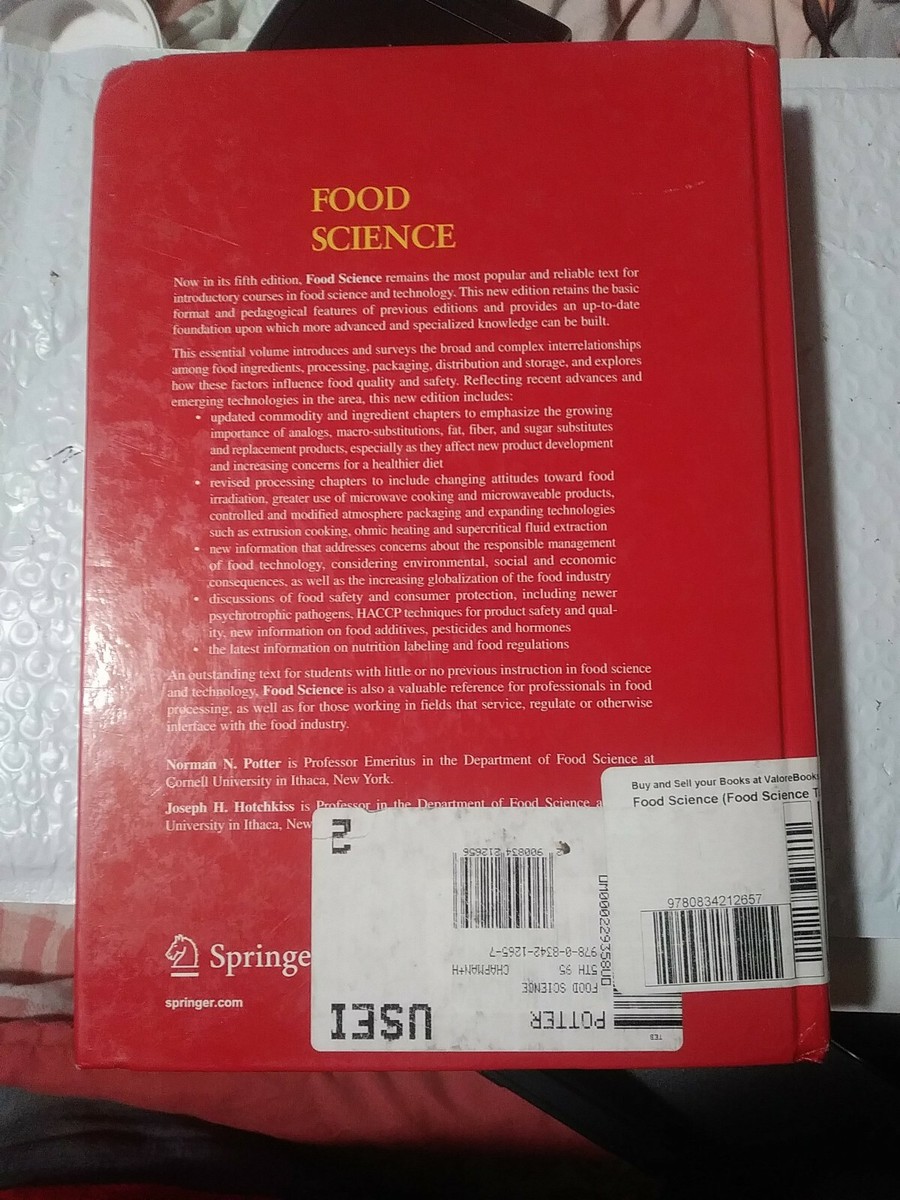 FOOD
SCIENCE
Now in its fifth edition, Food Science remains the most popular and reliable text for
introductory courses in food science and technology. This new edition retains the basic
format and pedagogical features of previous editions and provides an up-to-date
foundation upon which more advanced and specialized knowledge can be built.
This essential volume introduces and surveys the broad and complex interrelationships
among food ingredients, processing, packaging, distribution and storage, and explores
how these factors influence food quality and safety. Reflecting recent advances and
emerging technologies in the area, this new edition includes:
• updated commodity and ingredient chapters to emphasize the growing
importance of analogs, macro-substitutions, fat, fiber, and sugar substitutes
and replacement products, especially as they affect new product development
and increasing concerns for a healthier diet
• revised processing chapters to include changing attitudes toward food
irradiation, greater use of microwave cooking and microwaveable products,
controlled and modified atmosphere packaging and expanding technologies
such as extrusion cooking, ohmic heating and supercritical fluid extraction
• new information that addresses concerns about the responsible management
of food technology, considering environmental, social and economic
consequences, as well as the increasing globalization of the food industry
• discussions of food safety and consumer protection, including newer
psychrotrophic pathogens, HACCP techniques for product safety and qual-
ity, new information on food additives, pesticides and hormones
• the latest information on nutrition labeling and food regulations
An outstanding text for students with little or no previous instruction in food science
and technology, Food Science is also a valuable reference for professionals in food
processing, as well as for those working in fields that service, regulate or otherwise
interface with the food industry.
Norman N. Potter is Professor Emeritus in the Department of Food Science at
Cornell University in Ithaca, New York.
Joseph H. Hotchkiss is Professor in the Department of Food Science a
University in Ithaca, New
Springe
springer.com
Buy and Sell your Books at ValoreBooks
Food Science (Food Science T
9780834212657
USEI
POTTER
FOOD SCIENCE
5TH 95 CHAPMAN+H
978-0-8342-1265-7
2 900834 212656
2
UM000229358UG
TEB